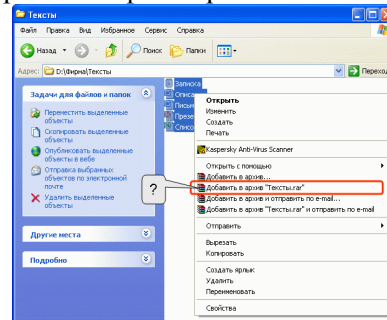 Тексты
Файл Правка Вид Избранное Сервис Справка
Назад Поиск Папки
Адрес: D:\Фирма\Тексты Переход
Задачи для файлов и папок
Переместить выделенные объекты
Скопировать выделенные объекты
Опубликовать выделенные объекты в вебе
Отправка выбранных объектов по электронной почте
Удалить выделенные объекты
Другие места
Подробно
Записка
Описа
Письм
Презе
Списо
?
Открыть
Изменить
Создать
Печать
Kaspersky Anti-Virus Scanner
Открыть с помощью
Добавить в архив...
Добавить в архив "Тексты.rar"
Добавить в архив и отправить по e-mail...
Добавить в архив "Тексты.rar" и отправить по e-mail
Отправить
Вырезать
Копировать
Создать ярлык
Удалить
Переименовать
Свойства